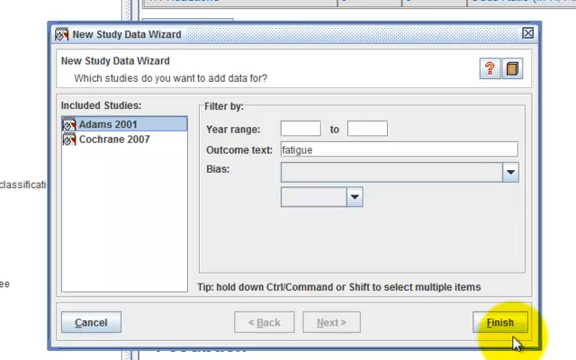 New Study Data Wizard
New Study Data Wizard
Which studies do you want to add data for?
Included Studies:
Adams 2001
Cochrane 2007
Filter by:
Year range:
to
Outcome text:
fatigue
Bias:
classificati
ee
Tip: hold down Ctrl/Command or Shift to select multiple items
Cancel
< Back
Next >
Finish